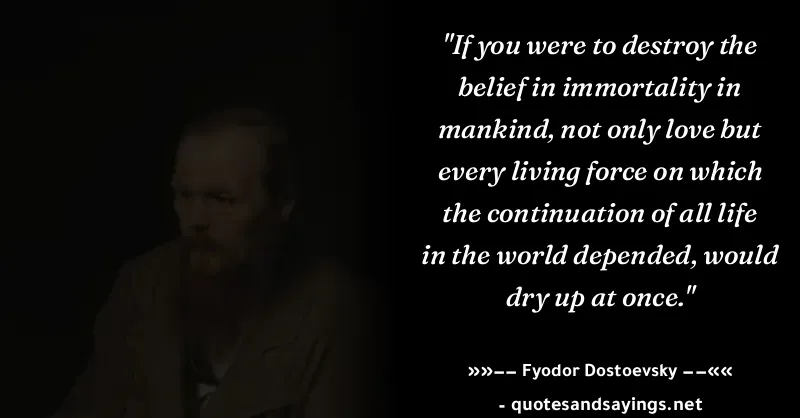 "If you were to destroy the
belief in immortality in
mankind, not only love but
every living force on which
the continuation of all life
in the world depended, would
dry up at once."
»»−− Fyodor Dostoevsky −−««
- quotesandsayings.net